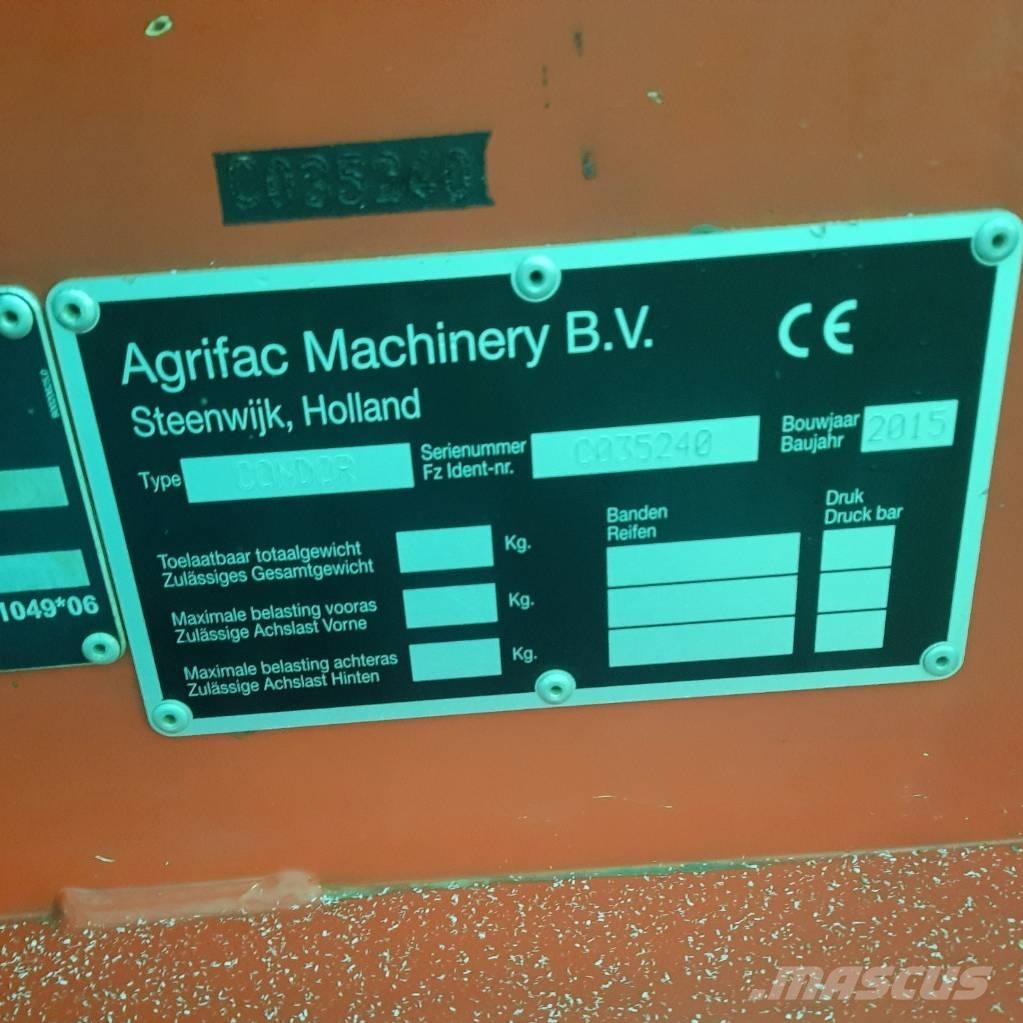 C035240
Agrifac Machinery B.V.
CE
Steenwijk, Holland
Type CONDOR
Serienummer
Fz Ident-nr.
C035240
Bouwjaar
Baujahr
2015
Toelaatbaar totaalgewicht
Zulässiges Gesamtgewicht
Kg.
Maximale belasting vooras
Zulässige Achslast Vorne
Kg.
Maximale belasting achteras
Zulässige Achslast Hinten
Kg.
Banden
Reifen
Druk
Druck bar
1049*06
mascus